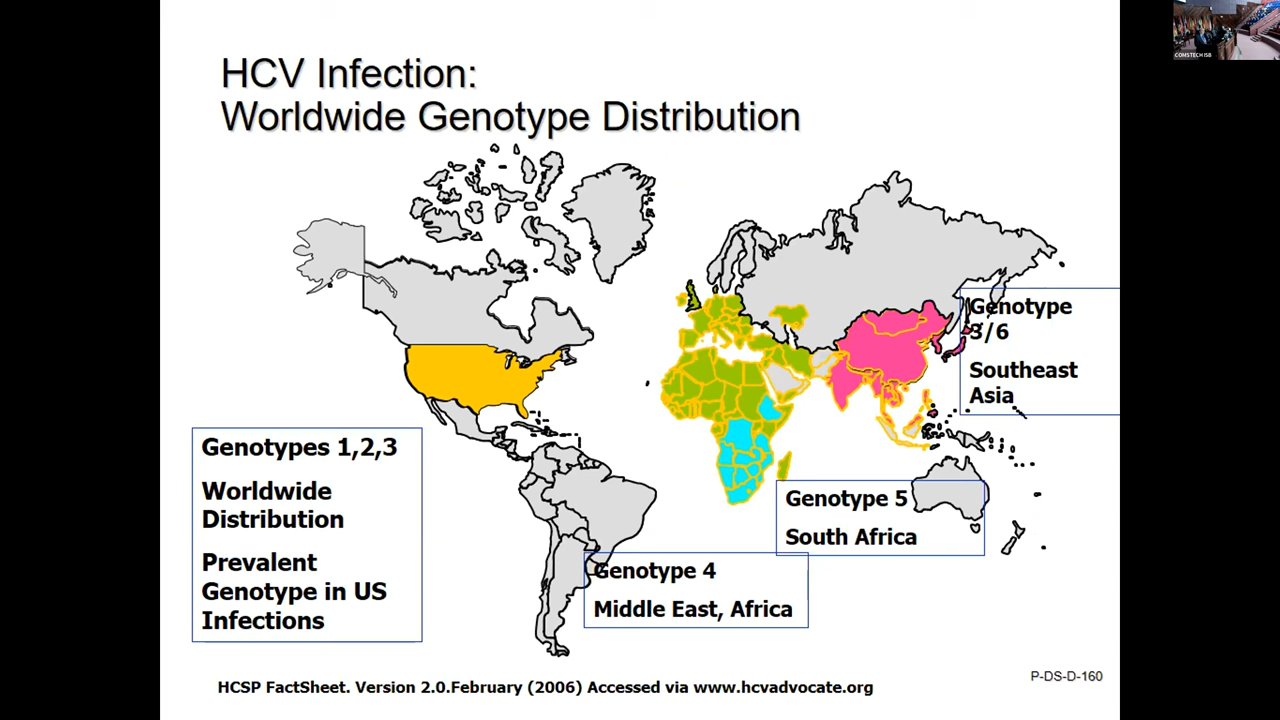 HCV Infection:
Worldwide Genotype Distribution
COMSTECH ISB
Genotype
3/6
Southeast
Asia
Genotypes 1,2,3
Worldwide
Distribution
Prevalent
Genotype in US
Infections
Genotype 5
South Africa
Genotype 4
Middle East, Africa
P-DS-D-160
HCSP FactSheet. Version 2.0.February (2006) Accessed via www.hcvadvocate.org